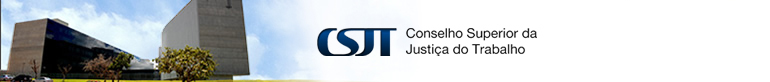 CSJT
Conselho Superior da
Justiça do Trabalho